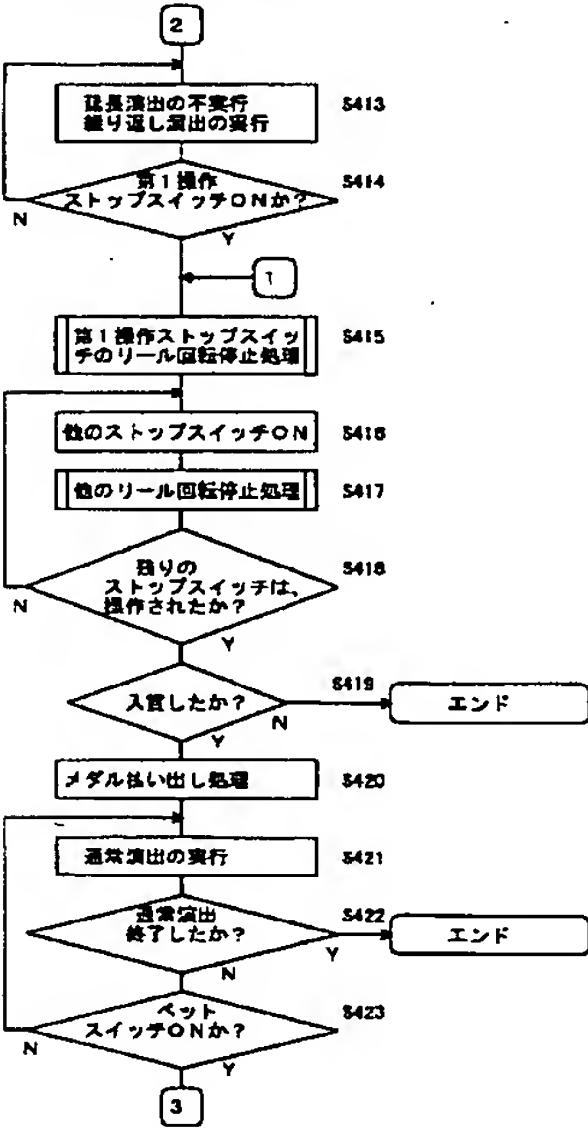 2
延長演出の不実行
繰り返し演出の実行
S413
第1操作
ストップスイッチONか?
S414
N
Y
1
第1操作ストップスイッ
チのリール回転停止処理
S415
他のストップスイッチON
S416
他のリール回転停止処理
S417
残りの
ストップスイッチは、
操作されたか?
S418
N
Y
入賞したか?
S419
N
エンド
Y
メダル払い出し処理
S420
通常演出の実行
S421
通常演出
終了したか?
S422
Y
エンド
N
ベット
スイッチONか?
S423
N
Y
3